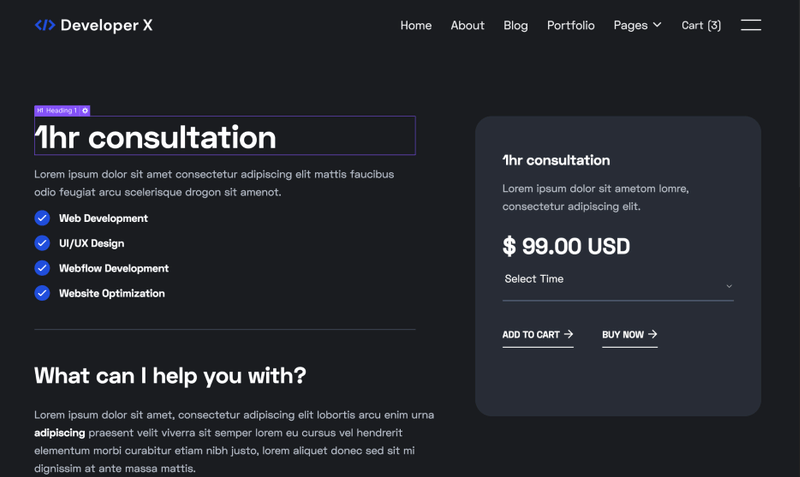 </> Developer X
Home About Blog Portfolio Pages Cart (3)
H1 Heading 1
1hr consultation
Lorem ipsum dolor sit amet consectetur adipiscing elit mattis faucibus
odio feugiat arcu scelerisque drogon sit amenot.
Web Development
UI/UX Design
Webflow Development
Website Optimization
What can I help you with?
Lorem ipsum dolor sit amet, consectetur adipiscing elit lobortis arcu enim urna
adipiscing praesent velit viverra sit semper lorem eu cursus vel hendrerit
elementum morbi curabitur etiam nibh justo, lorem aliquet donec sed sit mi
dignissim at ante massa mattis.
1hr consultation
Lorem ipsum dolor sit ametom lomre,
consectetur adipiscing elit.
$ 99.00 USD
Select Time
ADD TO CART → BUY NOW →